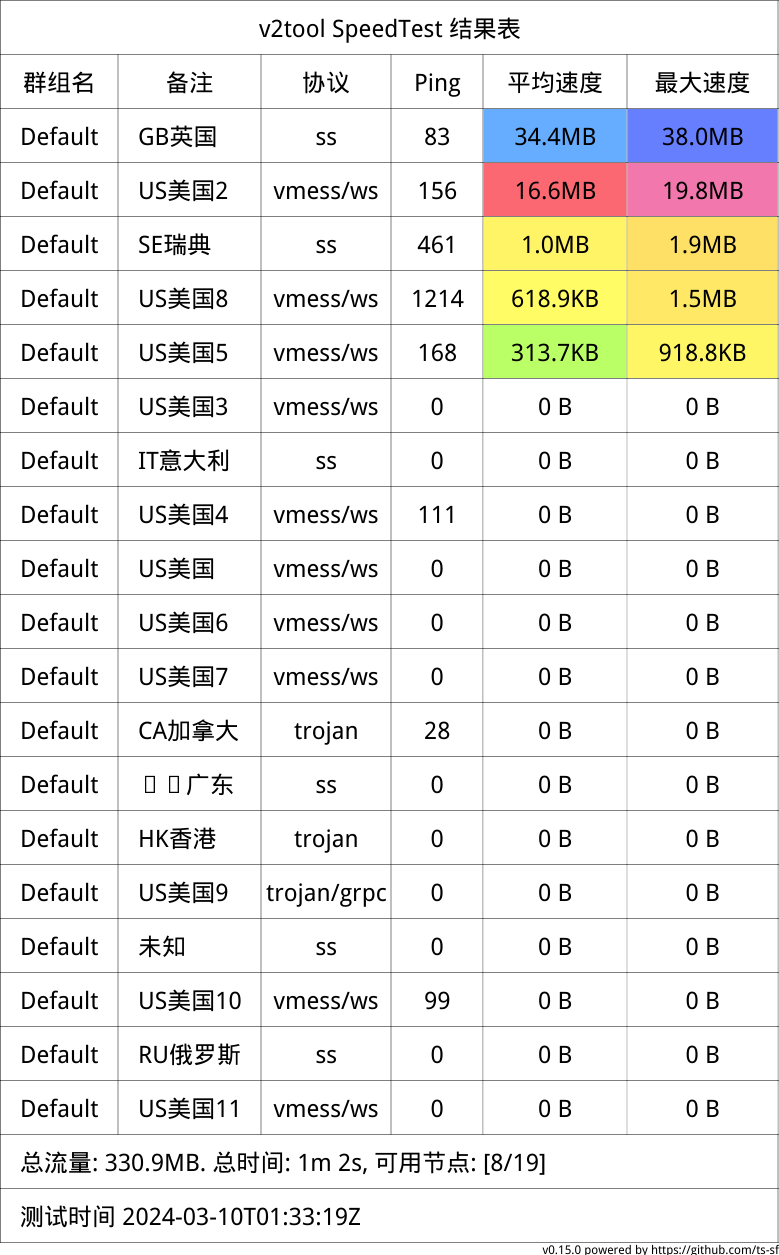 v2tool SpeedTest 结果表
群组名 备注 协议 Ping 平均速度 最大速度
Default GB英国 ss 83 34.4MB 38.0MB
Default US美国2 vmess/ws 156 16.6MB 19.8MB
Default SE瑞典 ss 461 1.0MB 1.9MB
Default US美国8 vmess/ws 1214 618.9KB 1.5MB
Default US美国5 vmess/ws 168 313.7KB 918.8KB
Default US美国3 vmess/ws 0 0 B 0 B
Default IT意大利 ss 0 0 B 0 B
Default US美国4 vmess/ws 111 0 B 0 B
Default US美国 vmess/ws 0 0 B 0 B
Default US美国6 vmess/ws 0 0 B 0 B
Default US美国7 vmess/ws 0 0 B 0 B
Default CA加拿大 trojan 28 0 B 0 B
Default 广东 ss 0 0 B 0 B
Default HK香港 trojan 0 0 B 0 B
Default US美国9 trojan/grpc 0 0 B 0 B
Default 未知 ss 0 0 B 0 B
Default US美国10 vmess/ws 99 0 B 0 B
Default RU俄罗斯 ss 0 0 B 0 B
Default US美国11 vmess/ws 0 0 B 0 B
总流量: 330.9MB. 总时间: 1m 2s, 可用节点: [8/19]
测试时间 2024-03-10T01:33:19Z
v0.15.0 powered by https://github.com/ts-sf